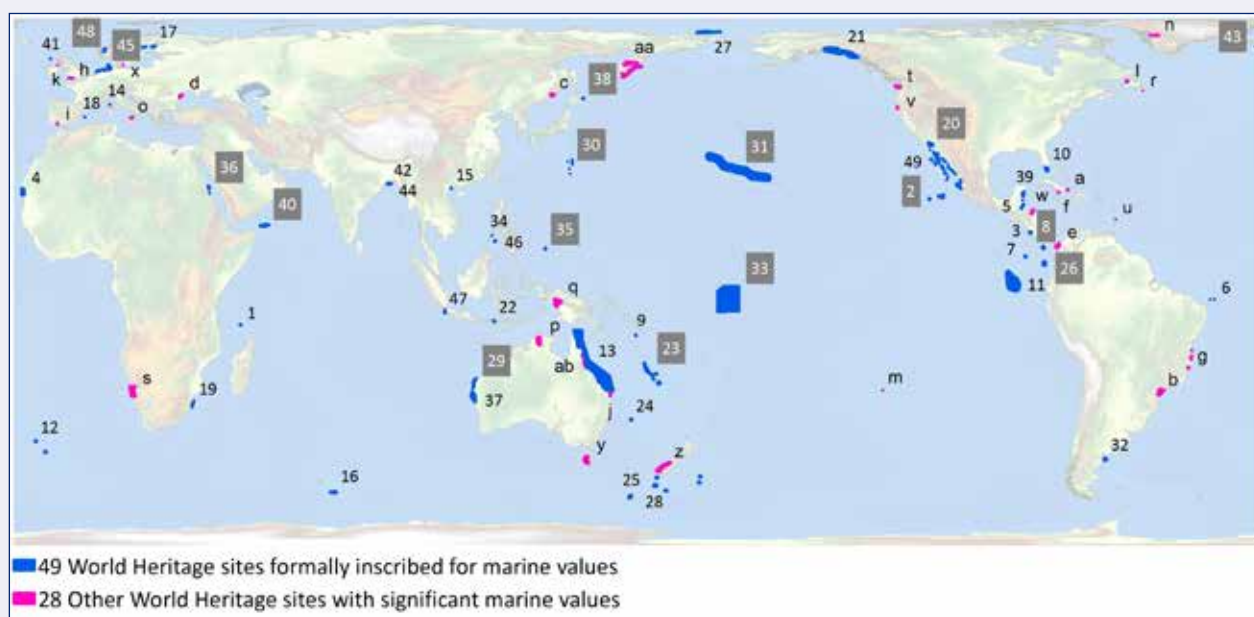 48
17
41
45
h
x
k
d
14
18
o
i
36
4
40
42
44
15
c
38
aa
27
30
31
34
46
35
33
47
22
q
9
p
13
23
ab
29
37
j
24
m
1
s
19
12
16
y
z
25
28
21
n
43
t
l
r
v
20
49
10
2
39
a
w
5
f
u
3
8
e
7
26
11
6
g
b
32
49 World Heritage sites formally inscribed for marine values
28 Other World Heritage sites with significant marine values